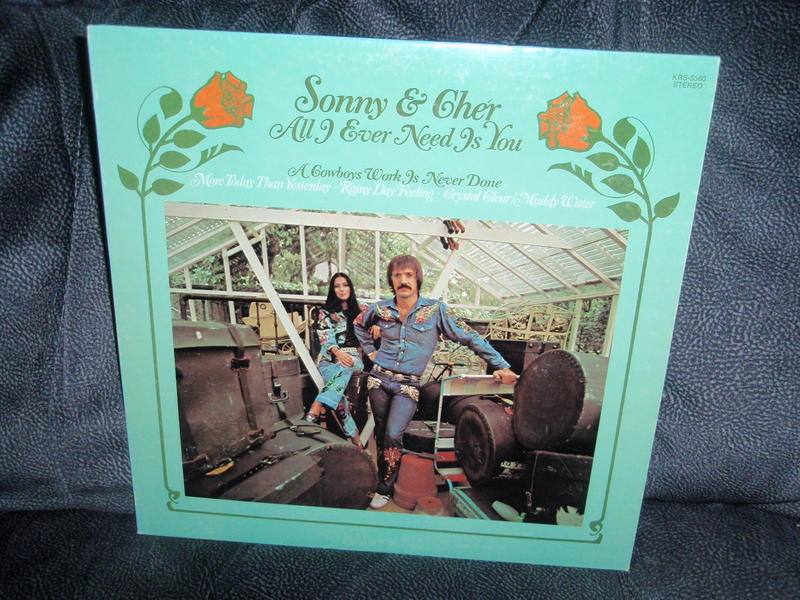 KRS-5560
STEREO
Sonny & Cher
All I Ever Need Is You
A Cowboys Work Is Never Done
More Today Than Yesterday · Rainy Day Feeling · Crystal Clear/Muddy Water